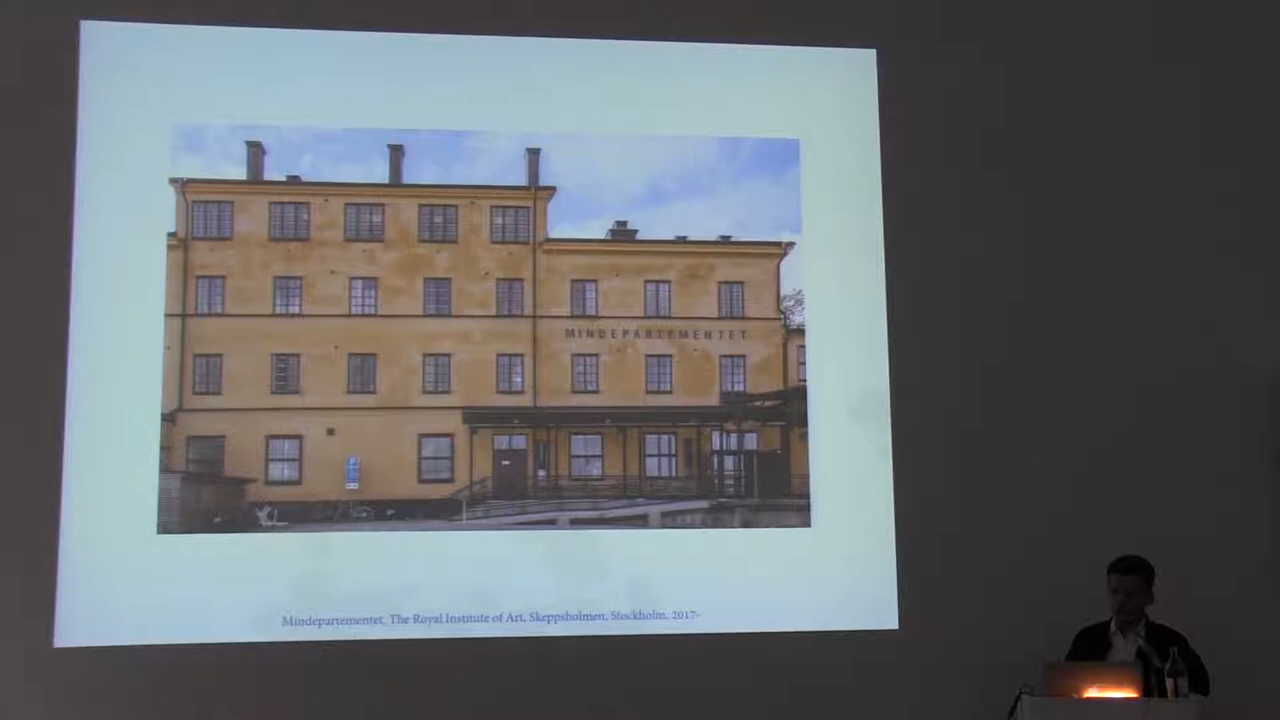 MINDEPARTEMENTET
Mindepartementet, The Royal Institute of Art, Skeppsholmen, Stockholm, 2017-